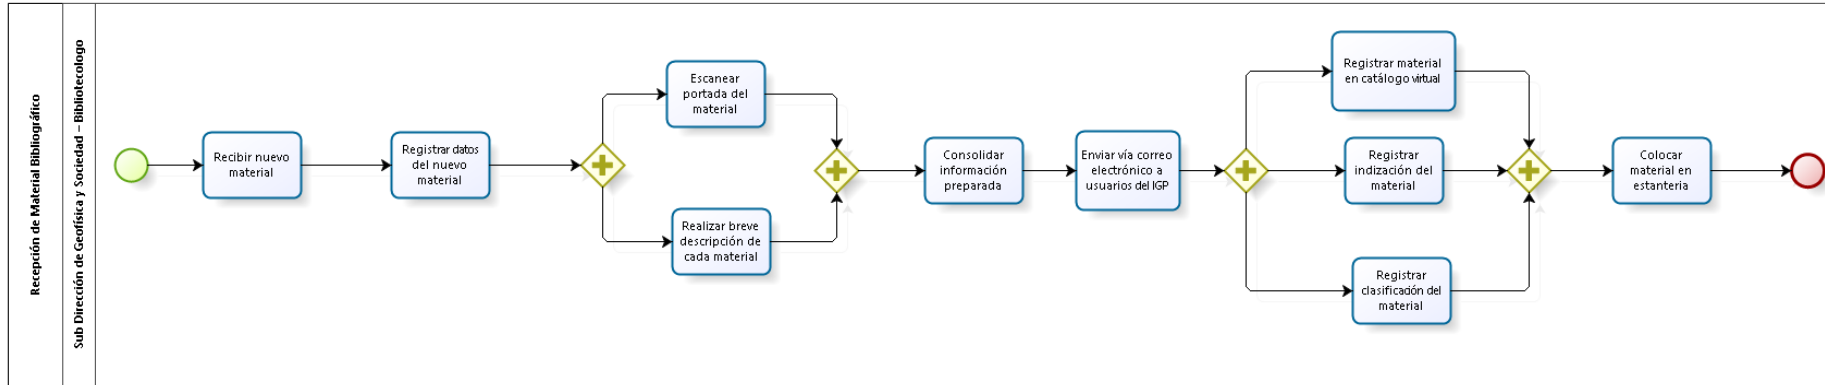 Recepción de Material Bibliográfico
Sub Dirección de Geofísica y Sociedad – Bibliotecologo
Recibir nuevo
material
Registrar datos
del nuevo
material
Escanear
portada del
material
Realizar breve
descripción de
cada material
Consolidar
información
preparada
Enviar vía correo
electrónico a
usuarios del IGP
Registrar material
en catálogo virtual
Registrar
indización del
material
Registrar
clasificación del
material
Colocar
material en
estanteria